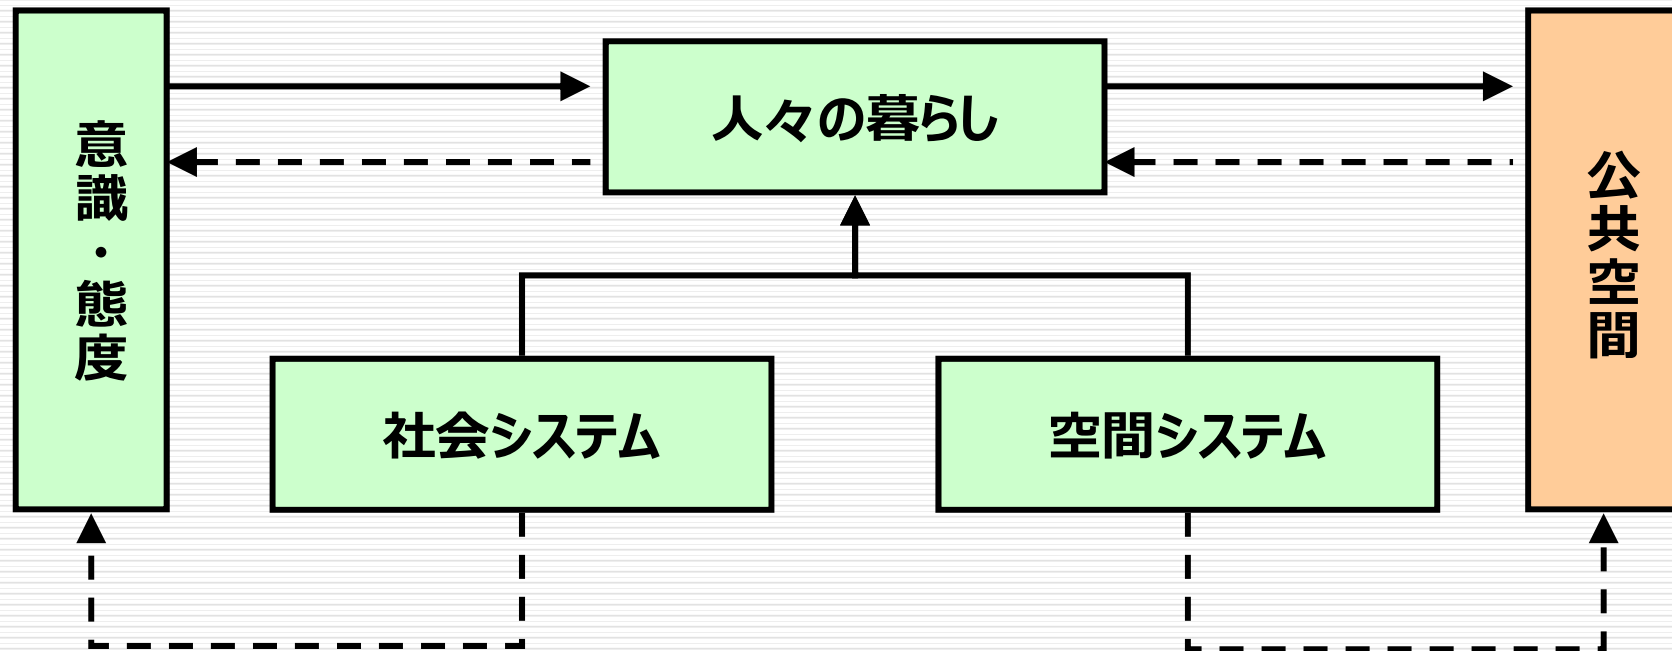 意識・態度
人々の暮らし
公共空間
社会システム
空間システム